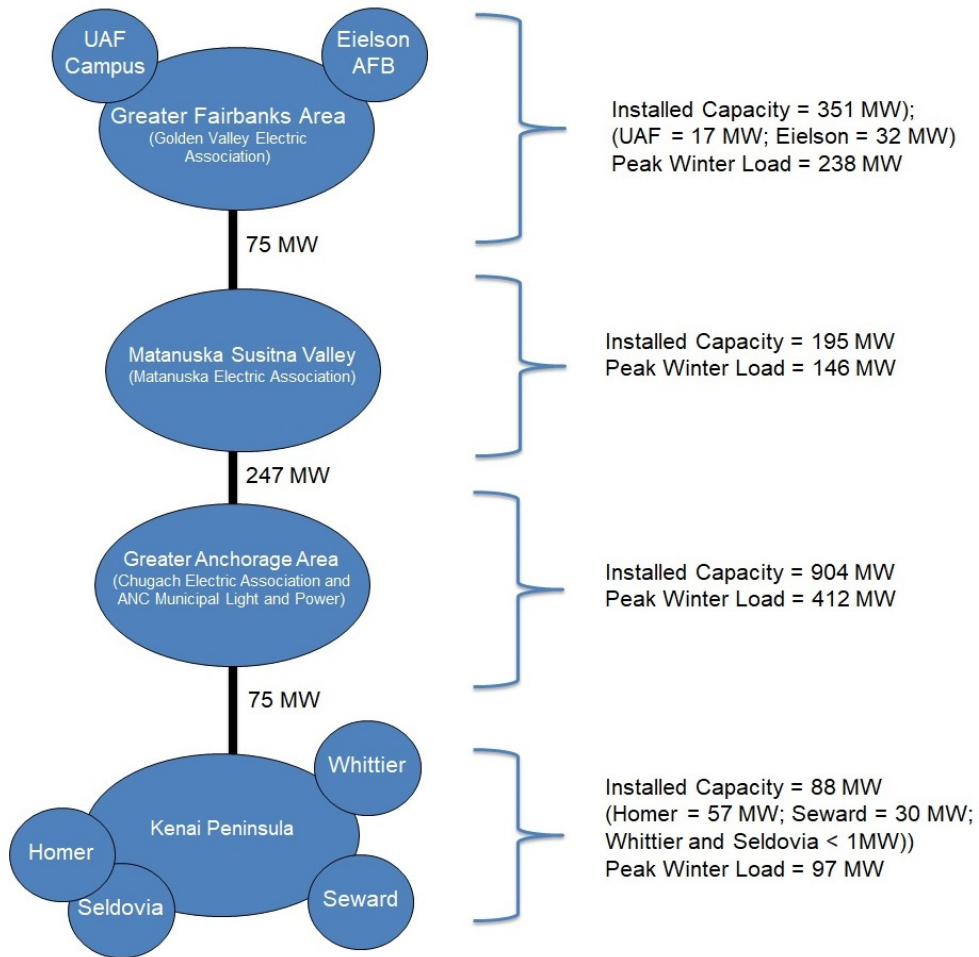 UAF
Campus
Eielson
AFB
Greater Fairbanks Area
(Golden Valley Electric
Association)
Installed Capacity = 351 MW);
(UAF = 17 MW; Eielson = 32 MW)
Peak Winter Load = 238 MW
75 MW
Matanuska Susitna Valley
(Matanuska Electric Association)
Installed Capacity = 195 MW
Peak Winter Load = 146 MW
247 MW
Greater Anchorage Area
(Chugach Electric Association and
ANC Municipal Light and Power)
Installed Capacity = 904 MW
Peak Winter Load = 412 MW
75 MW
Whittier
Kenai Peninsula
Homer
Seldovia
Seward
Installed Capacity = 88 MW
(Homer = 57 MW; Seward = 30 MW;
Whittier and Seldovia < 1MW))
Peak Winter Load = 97 MW